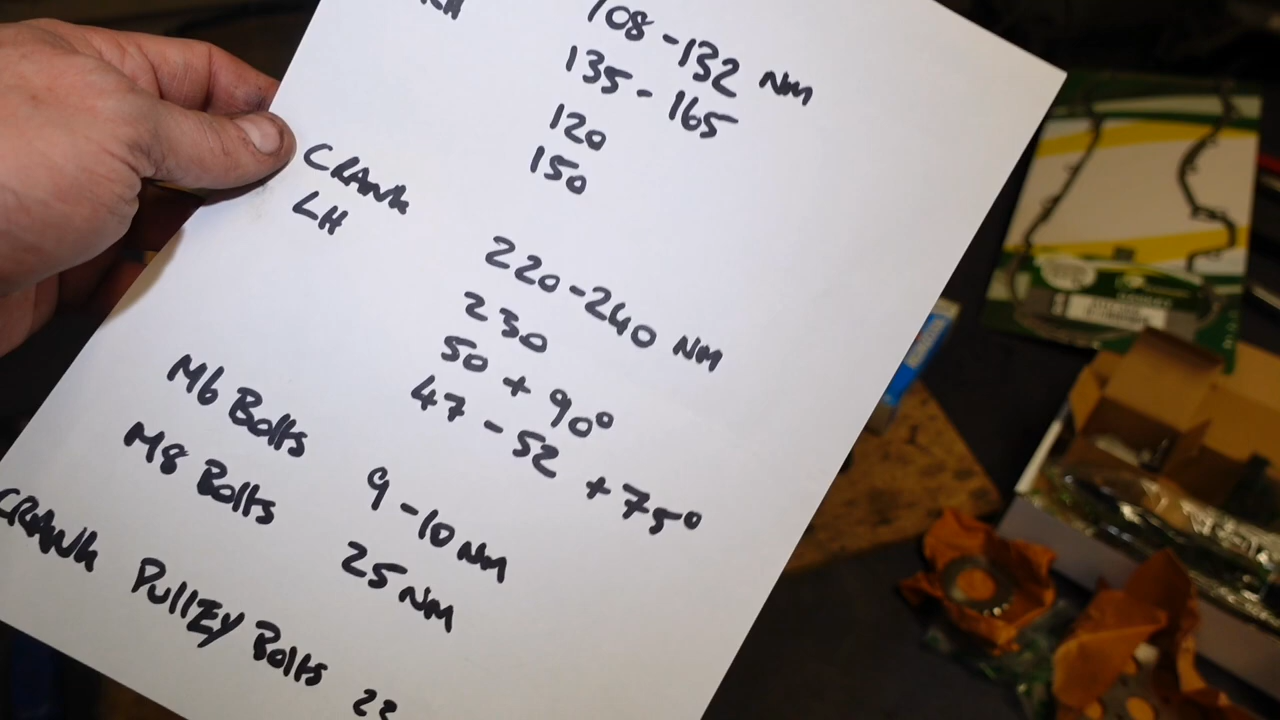 108-132 NM
135-165
120
150
CRANK
LH
220-240 NM
230
50 + 90°
47-52 +75°
M6 Bolts 9-10 NM
M8 Bolts 25 NM
CRANK PullEY Bolts 23